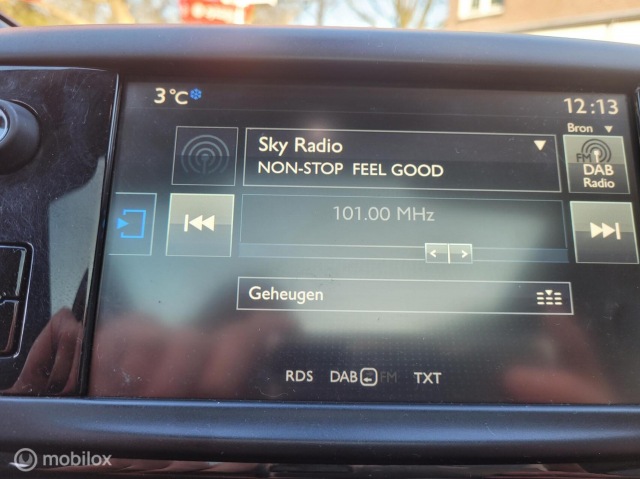 3 °C
12:13
Bron
Sky Radio
NON-STOP FEEL GOOD
FM
DAB
Radio
101.00 MHz
Geheugen
RDS DAB FM TXT
mobilox